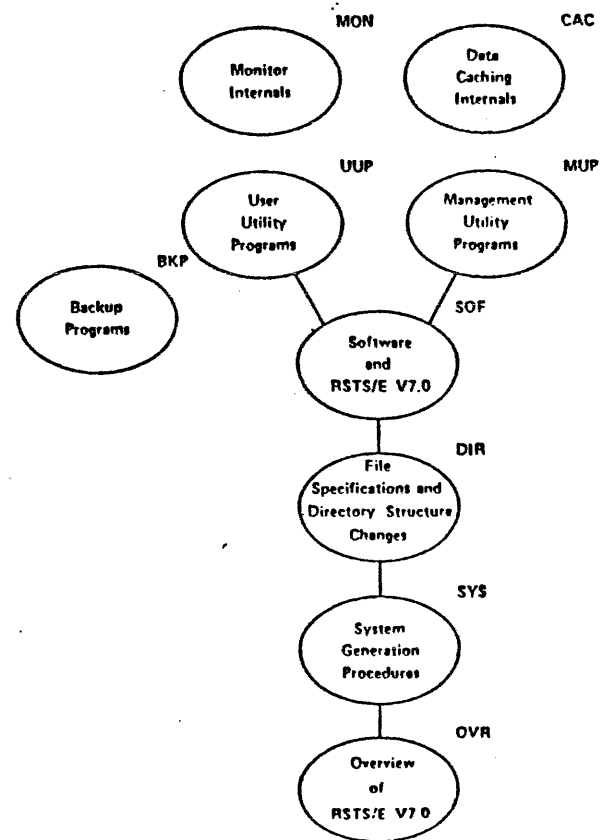 MON
CAC
Monitor
Internals
Data
Caching
Internals
UUP
MUP
User
Utility
Programs
Management
Utility
Programs
BKP
Backup
Programs
SOF
Software
and
RSTS/E V7.0
DIR
File
Specifications and
Directory Structure
Changes
SYS
System
Generation
Procedures
OVR
Overview
of
RSTS/E V7.0